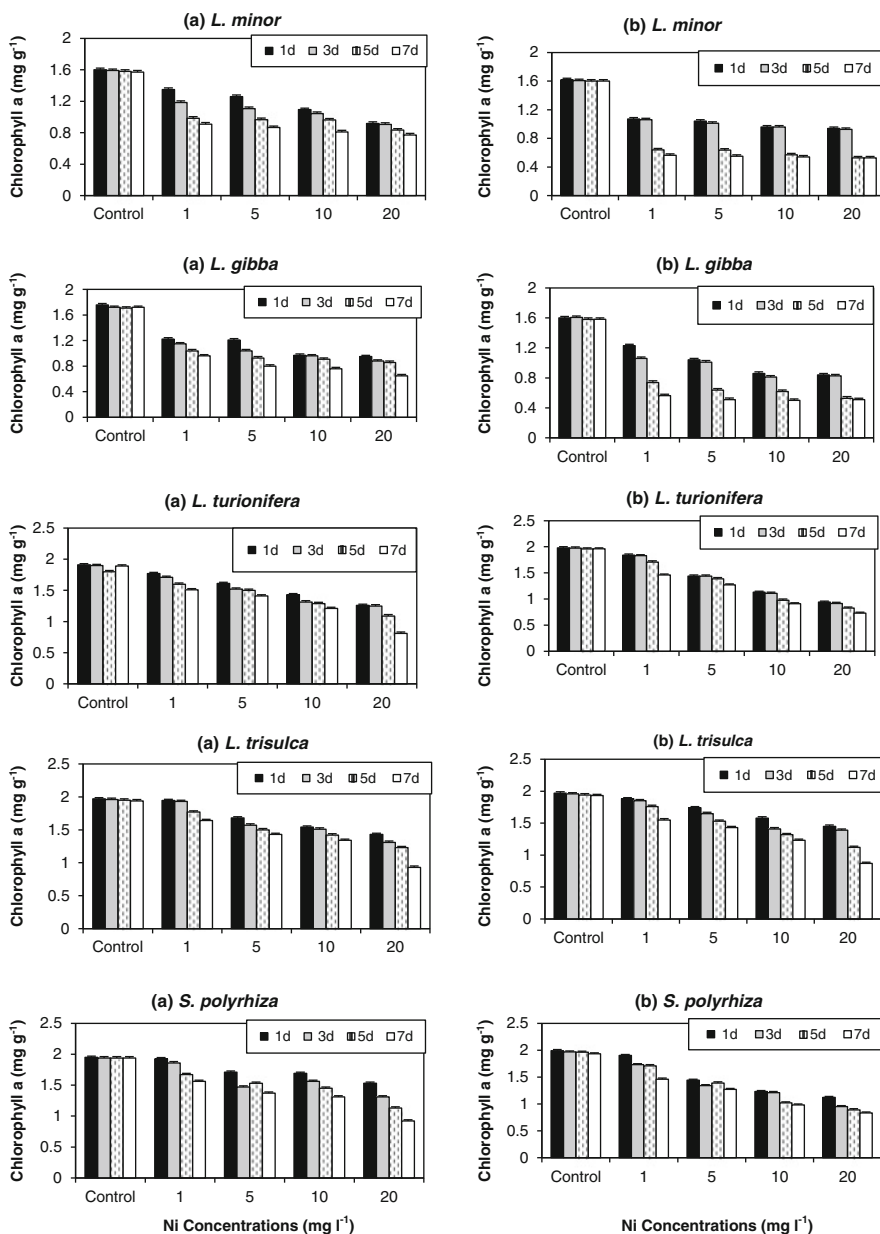 (a) L. minor
Chlorophyll a (mg g⁻¹)
2
1.6
1.2
0.8
0.4
0
1d 3d 5d 7d
Control 1 5 10 20
(b) L. minor
Chlorophyll a (mg g⁻¹)
2
1.6
1.2
0.8
0.4
0
1d 3d 5d 7d
Control 1 5 10 20
(a) L. gibba
Chlorophyll a (mg g⁻¹)
2
1.6
1.2
0.8
0.4
0
1d 3d 5d 7d
Control 1 5 10 20
(b) L. gibba
Chlorophyll a (mg g⁻¹)
2
1.6
1.2
0.8
0.4
0
1d 3d 5d 7d
Control 1 5 10 20
(a) L. turionifera
Chlorophyll a (mg g⁻¹)
2.5
2
1.5
1
0.5
0
1d 3d 5d 7d
Control 1 5 10 20
(b) L. turionifera
Chlorophyll a (mg g⁻¹)
2.5
2
1.5
1
0.5
0
1d 3d 5d 7d
Control 1 5 10 20
(a) L. trisulca
Chlorophyll a (mg g⁻¹)
2.5
2
1.5
1
0.5
0
1d 3d 5d 7d
Control 1 5 10 20
(b) L. trisulca
Chlorophyll a (mg g⁻¹)
2.5
2
1.5
1
0.5
0
1d 3d 5d 7d
Control 1 5 10 20
(a) S. polyrhiza
Chlorophyll a (mg g⁻¹)
2.5
2
1.5
1
0.5
0
1d 3d 5d 7d
Control 1 5 10 20
Ni Concentrations (mg l⁻¹)
(b) S. polyrhiza
Chlorophyll a (mg g⁻¹)
2.5
2
1.5
1
0.5
0
1d 3d 5d 7d
Control 1 5 10 20
Ni Concentrations (mg l⁻¹)